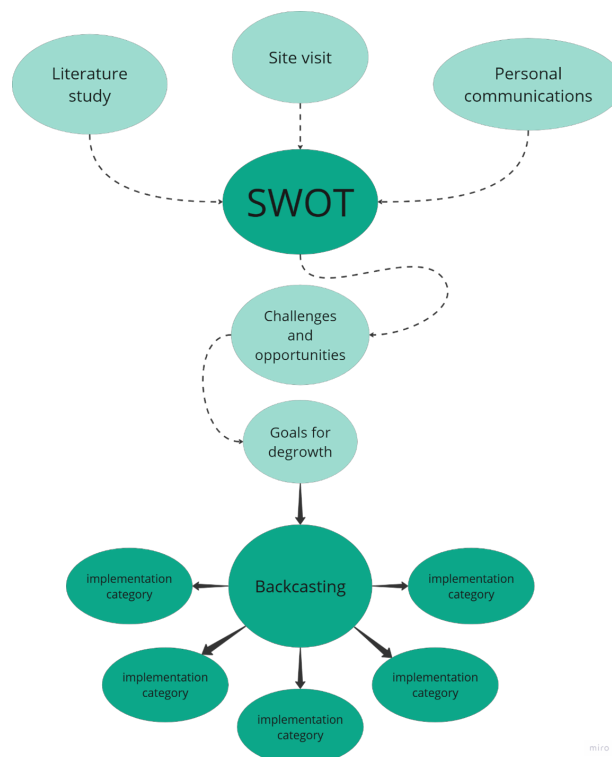 Literature
study
Site visit
Personal
communications
SWOT
Challenges
and
opportunities
Goals for
degrowth
Backcasting
implementation
category
implementation
category
implementation
category
implementation
category
implementation
category
miro